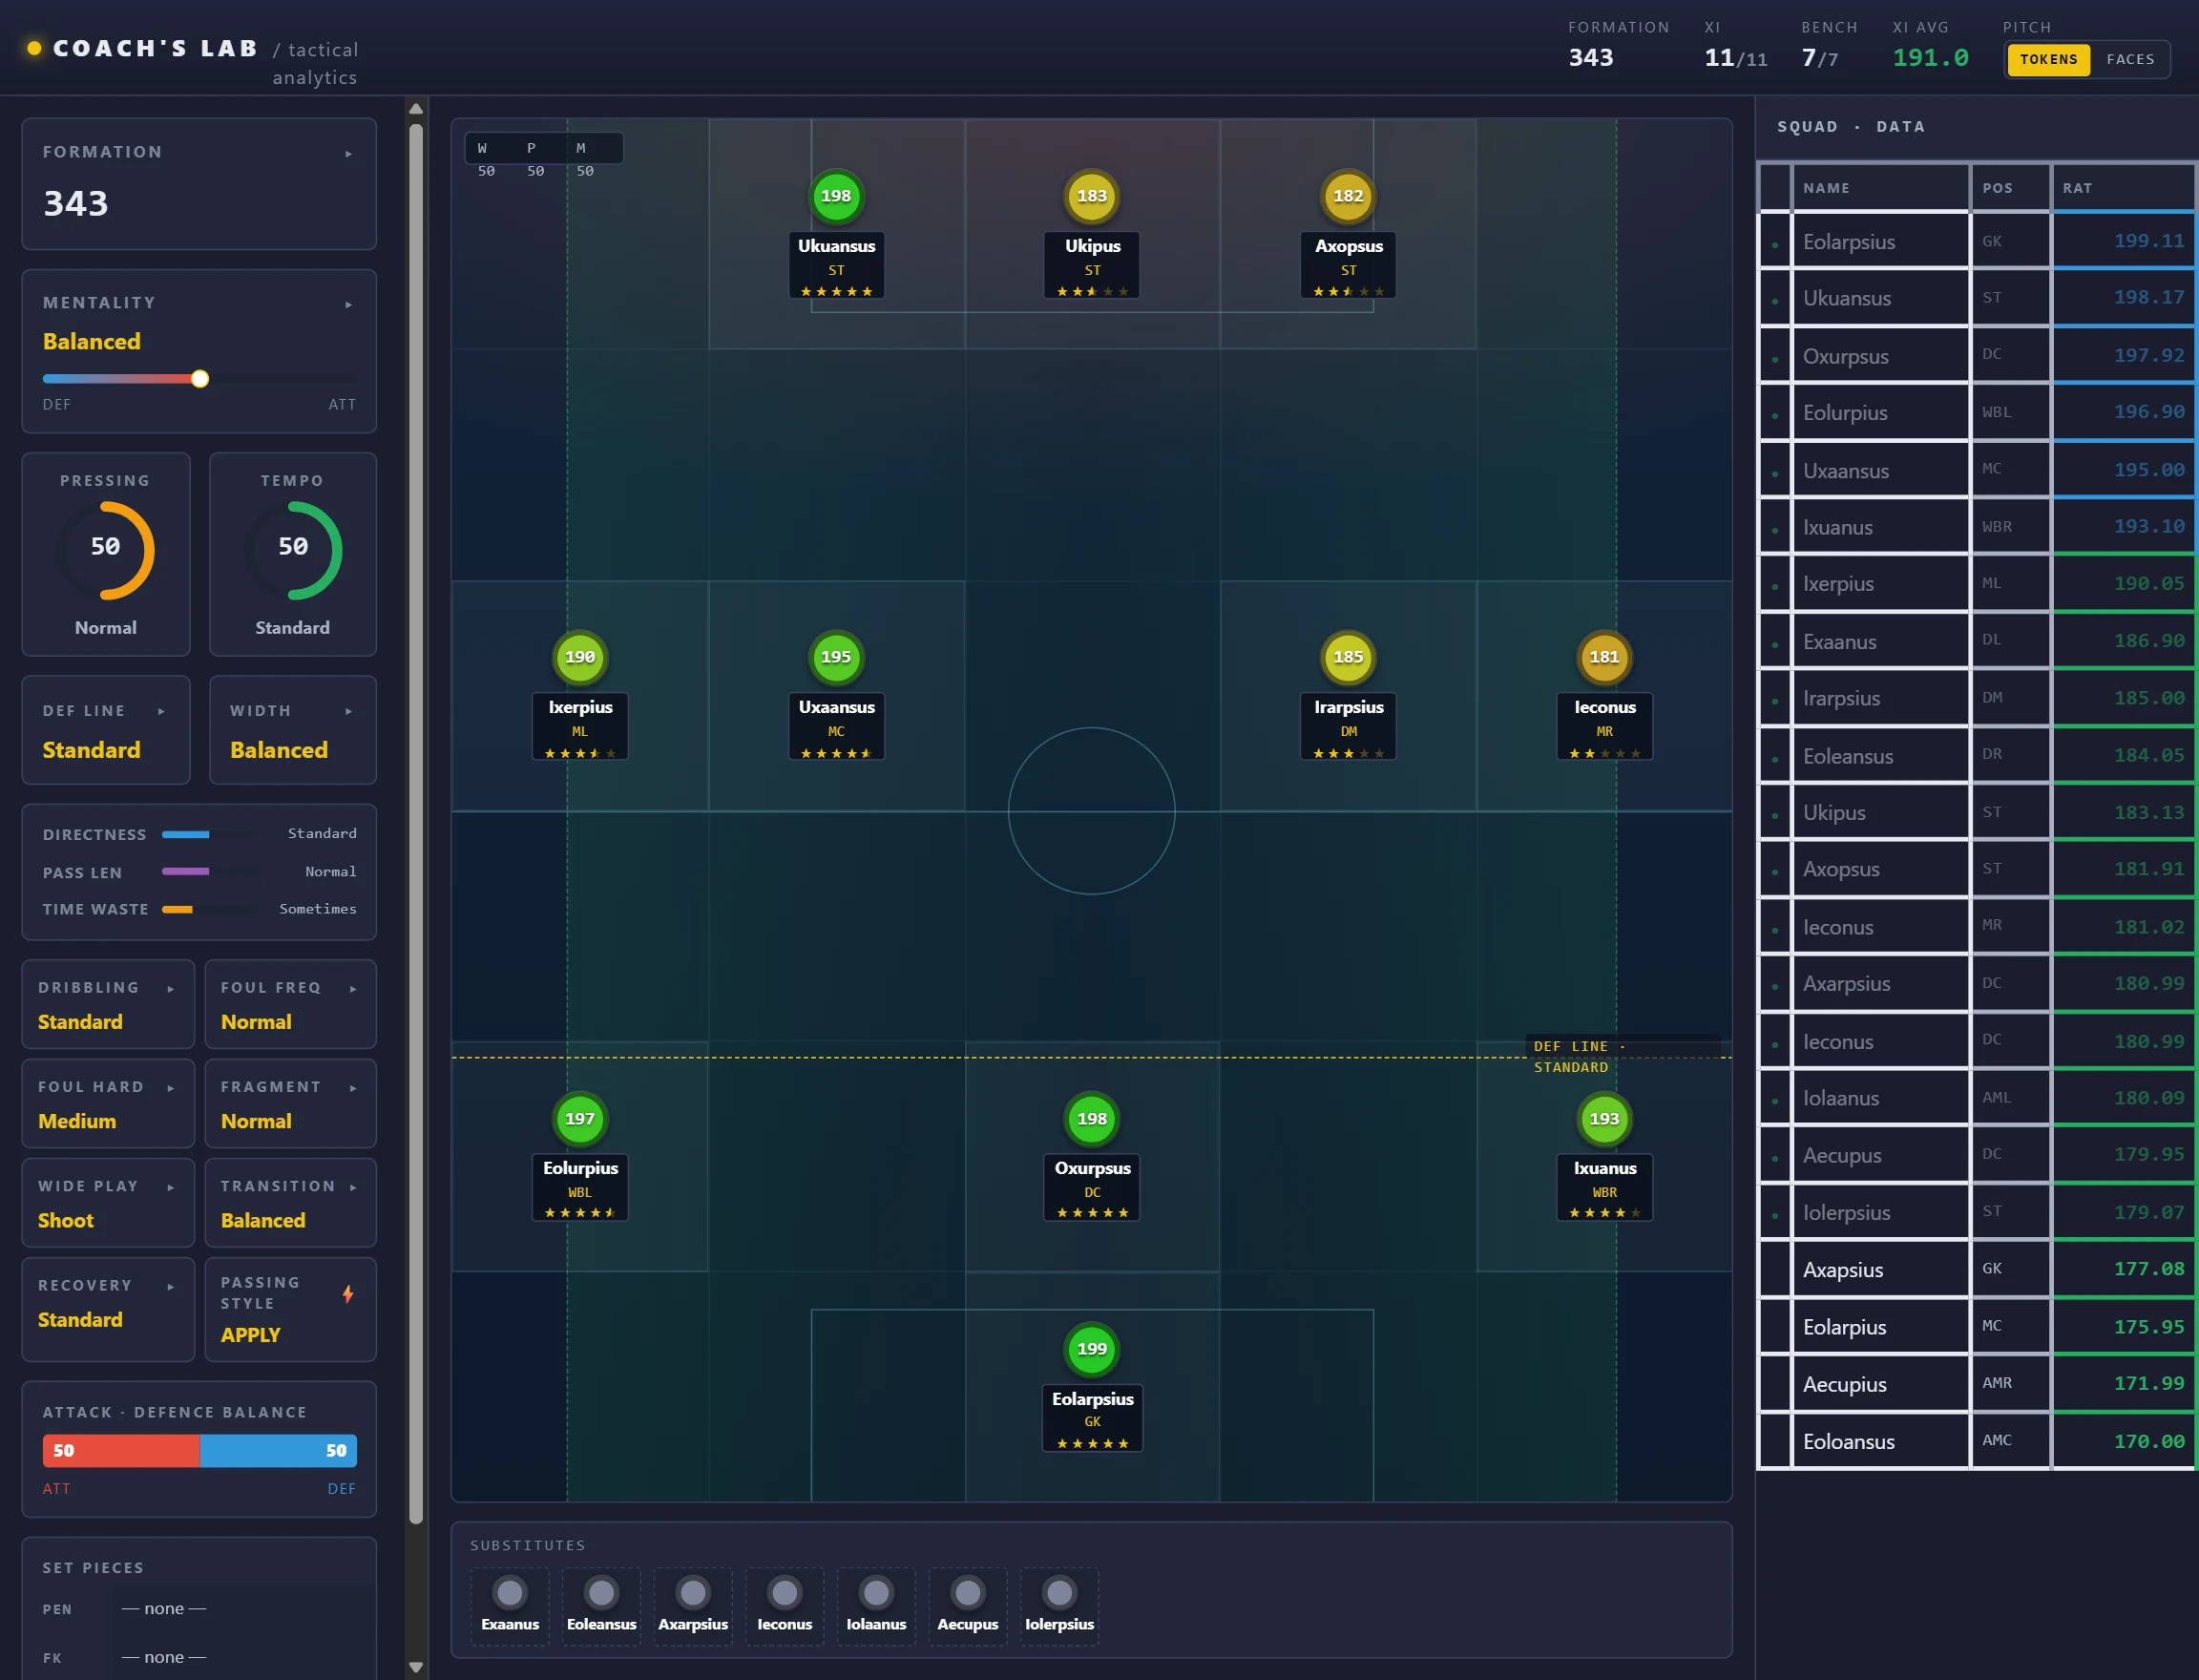 COACH'S LAB / tactical
analytics
FORMATION XI BENCH XI AVG PITCH
343 11/11 7/7 191.0 TOKENS FACES
FORMATION
343
MENTALITY
Balanced
DEF ATT
PRESSING TEMPO
50 50
Normal Standard
DEF LINE WIDTH
Standard Balanced
DIRECTNESS Standard
PASS LEN Normal
TIME WASTE Sometimes
DRIBBLING FOUL FREQ
Standard Normal
FOUL HARD FRAGMENT
Medium Normal
WIDE PLAY TRANSITION
Shoot Balanced
RECOVERY PASSING
STYLE
Standard APPLY
ATTACK · DEFENCE BALANCE
50 50
ATT DEF
SET PIECES
PEN — none —
FK — none —
W P M
50 50 50
198 183 182
Ukuansus Ukipus Axopsus
ST ST ST
190 195 185 181
Ixerpius Uxaansus Irarpsius Ieconus
ML MC DM MR
DEF LINE ·
STANDARD
197 198 193
Eolurpius Oxurpsus Ixuanus
WBL DC WBR
199
Eolarpsius
GK
SUBSTITUTES
Exaanus Eoleansus Axarpsius Ieconus Iolaanus Aecupus Iolerpsius
SQUAD · DATA
NAME POS RAT
Eolarpsius GK 199.11
Ukuansus ST 198.17
Oxurpsus DC 197.92
Eolurpius WBL 196.90
Uxaansus MC 195.00
Ixuanus WBR 193.10
Ixerpius ML 190.05
Exaanus DL 186.90
Irarpsius DM 185.00
Eoleansus DR 184.05
Ukipus ST 183.13
Axopsus ST 181.91
Ieconus MR 181.02
Axarpsius DC 180.99
Ieconus DC 180.99
Iolaanus AML 180.09
Aecupus DC 179.95
Iolerpsius ST 179.07
Axapsius GK 177.08
Eolarpius MC 175.95
Aecupius AMR 171.99
Eoloansus AMC 170.00